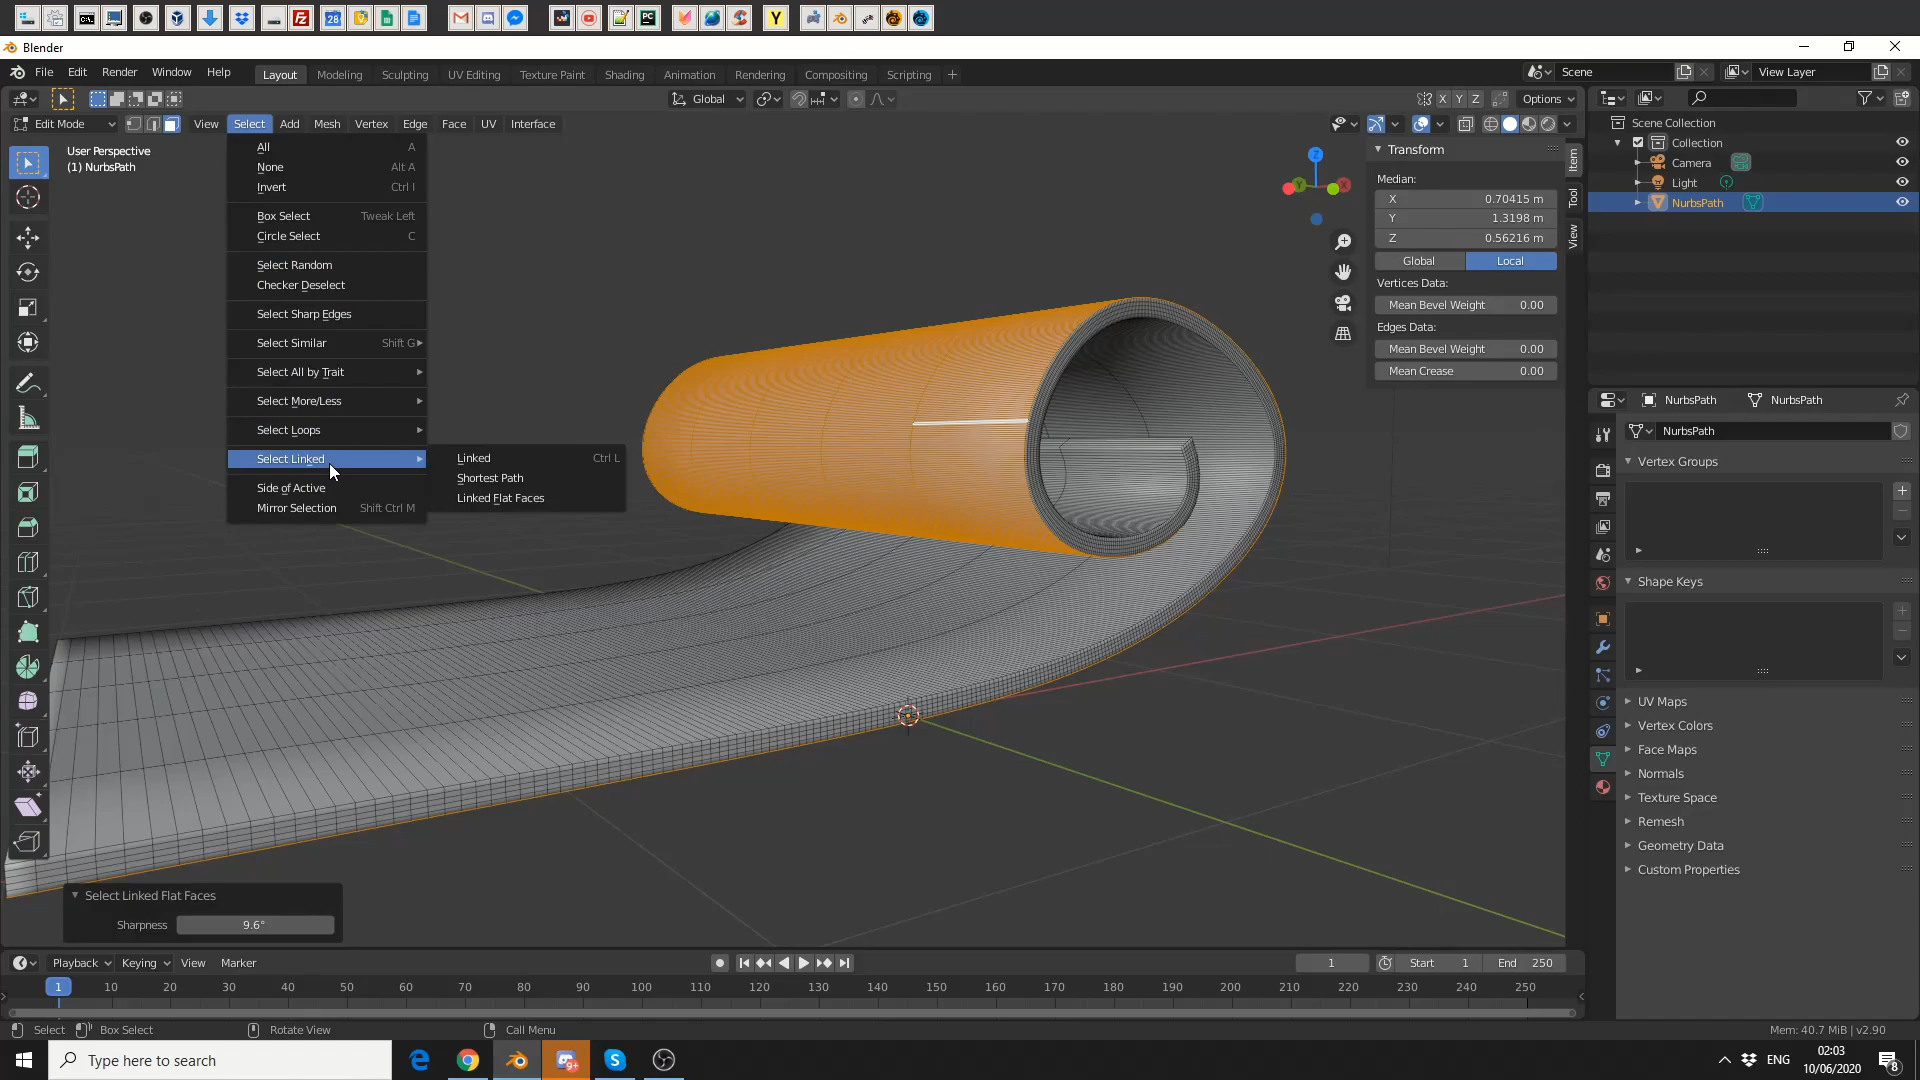 28
Y
Blender
File Edit Render Window Help Layout Modeling Sculpting UV Editing Texture Paint Shading Animation Rendering Compositing Scripting + Scene View Layer
Global X Y Z Options
Edit Mode View Select Add Mesh Vertex Edge Face UV Interface
User Perspective
(1) NurbsPath
All A
None Alt A
Invert Ctrl I
Box Select Tweak Left
Circle Select C
Select Random
Checker Deselect
Select Sharp Edges
Select Similar Shift G
Select All by Trait
Select More/Less
Select Loops
Select Linked
Side of Active
Mirror Selection Shift Ctrl M
Linked Ctrl L
Shortest Path
Linked Flat Faces
Z
Transform
Median:
X 0.70415 m
Y 1.3198 m
Z 0.56216 m
Global Local
Vertices Data:
Mean Bevel Weight 0.00
Edges Data:
Mean Bevel Weight 0.00
Mean Crease 0.00
Item
Tool
View
Scene Collection
Collection
Camera
Light
NurbsPath
NurbsPath NurbsPath
NurbsPath
Vertex Groups
Shape Keys
UV Maps
Vertex Colors
Face Maps
Normals
Texture Space
Remesh
Geometry Data
Custom Properties
Select Linked Flat Faces
Sharpness 9.6°
Playback Keying View Marker 1 Start 1 End 250
1 10 20 30 40 50 60 70 80 90 100 110 120 130 140 150 160 170 180 190 200 210 220 230 240 250
Select Box Select Rotate View Call Menu Mem: 40.7 MiB | v2.90
Type here to search 9+ ENG 02:03
10/06/2020 8